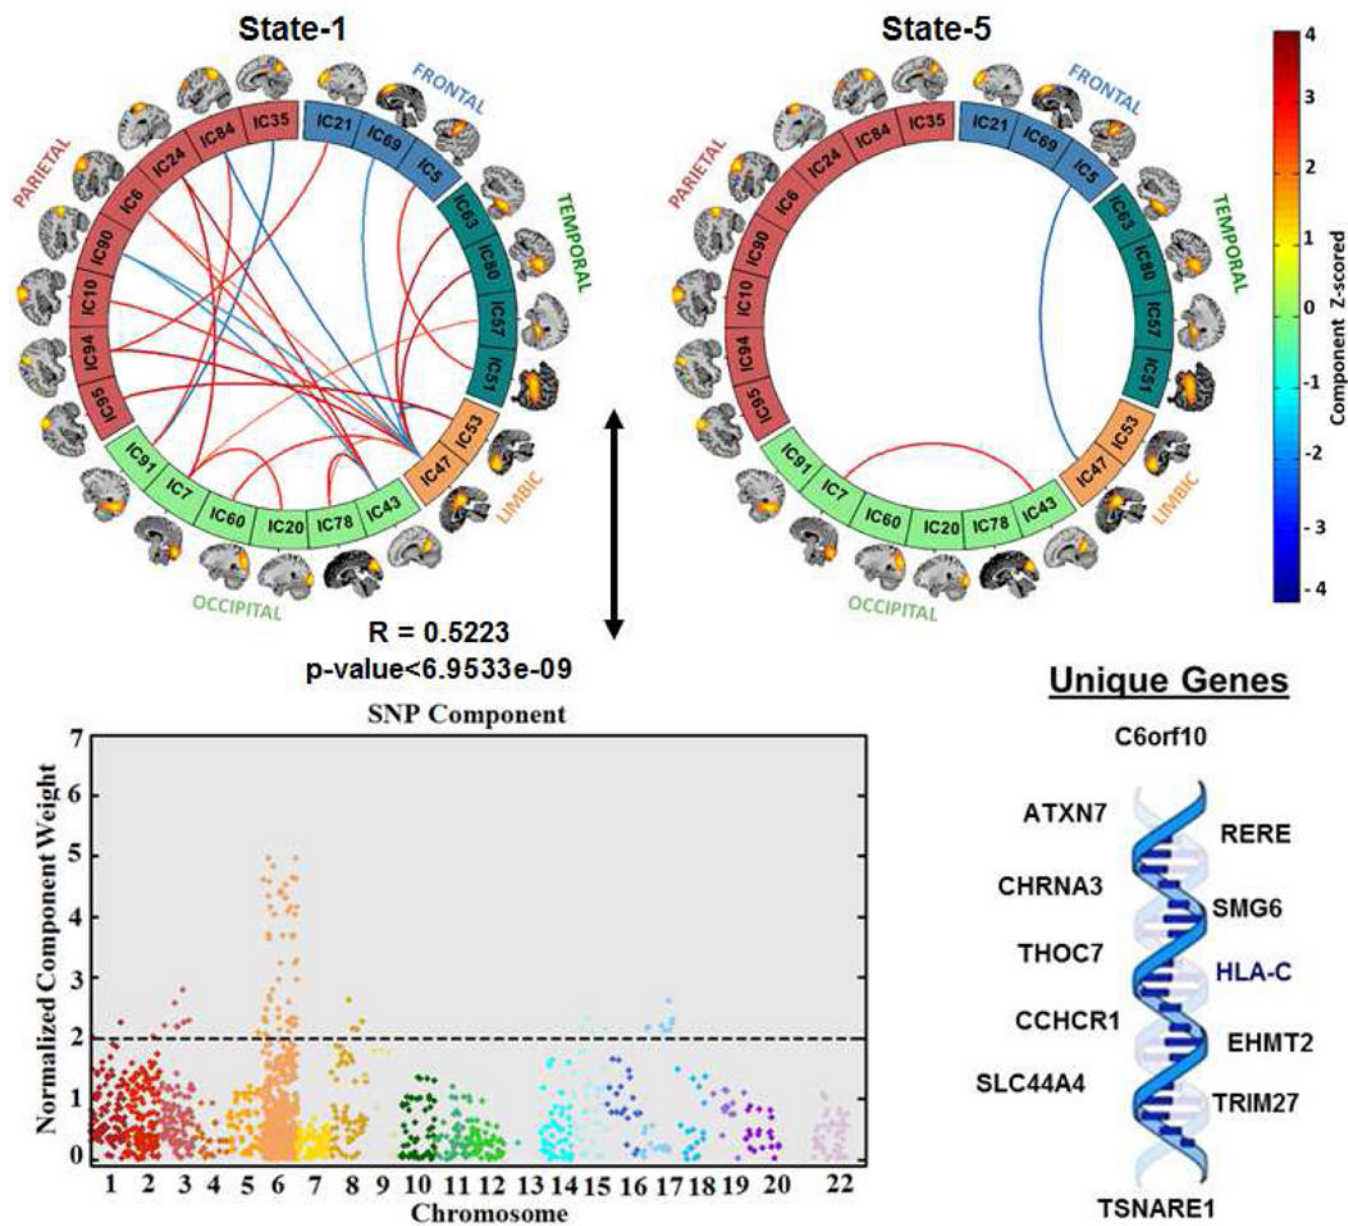 State-1
State-5
FRONTAL
TEMPORAL
LIMBIC
OCCIPITAL
PARIETAL
IC21
IC69
IC5
IC63
IC80
IC57
IC51
IC53
IC47
IC43
IC78
IC20
IC60
IC7
IC91
IC95
IC94
IC10
IC90
IC6
IC24
IC84
IC35
FRONTAL
TEMPORAL
LIMBIC
OCCIPITAL
PARIETAL
IC21
IC69
IC5
IC63
IC80
IC57
IC51
IC53
IC47
IC43
IC78
IC20
IC60
IC7
IC91
IC95
IC94
IC10
IC90
IC6
IC24
IC84
IC35
4
3
2
1
0
-1
-2
- 3
- 4
Component Z-scored
R = 0.5223
p-value<6.9533e-09
SNP Component
Normalized Component Weight
7
6
5
4
3
2
1
0
1 2 3 4 5 6 7 8 9 10 11 12 13 14 15 16 17 18 19 20 22
Chromosome
Unique Genes
C6orf10
ATXN7
RERE
CHRNA3
SMG6
THOC7
HLA-C
CCHCR1
EHMT2
SLC44A4
TRIM27
TSNARE1